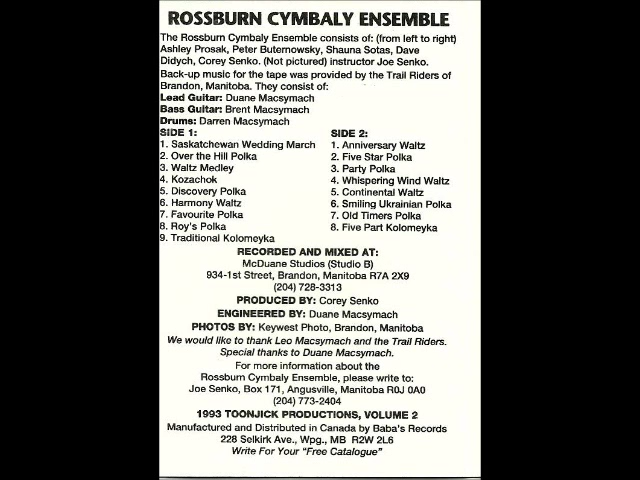 ROSSBURN CYMBALY ENSEMBLE
The Rossburn Cymbaly Ensemble consists of: (from left to right)
Ashley Prosak, Peter Buternowsky, Shauna Sotas, Dave
Didych, Corey Senko. (Not pictured) instructor Joe Senko.
Back-up music for the tape was provided by the Trail Riders of
Brandon, Manitoba. They consist of:
Lead Guitar: Duane Macsymach
Bass Guitar: Brent Macsymach
Drums: Darren Macsymach
SIDE 1:
1. Saskatchewan Wedding March
2. Over the Hill Polka
3. Waltz Medley
4. Kozachok
5. Discovery Polka
6. Harmony Waltz
7. Favourite Polka
8. Roy's Polka
9. Traditional Kolomeyka
SIDE 2:
1. Anniversary Waltz
2. Five Star Polka
3. Party Polka
4. Whispering Wind Waltz
5. Continental Waltz
6. Smiling Ukrainian Polka
7. Old Timers Polka
8. Five Part Kolomeyka
RECORDED AND MIXED AT:
McDuane Studios (Studio B)
934-1st Street, Brandon, Manitoba R7A 2X9
(204) 728-3313
PRODUCED BY: Corey Senko
ENGINEERED BY: Duane Macsymach
PHOTOS BY: Keywest Photo, Brandon, Manitoba
We would like to thank Leo Macsymach and the Trail Riders.
Special thanks to Duane Macsymach.
For more information about the
Rossburn Cymbaly Ensemble, please write to:
Joe Senko, Box 171, Angusville, Manitoba R0J 0A0
(204) 773-2404
1993 TOONJICK PRODUCTIONS, VOLUME 2
Manufactured and Distributed in Canada by Baba's Records
228 Selkirk Ave., Wpg., MB R2W 2L6
Write For Your "Free Catalogue"